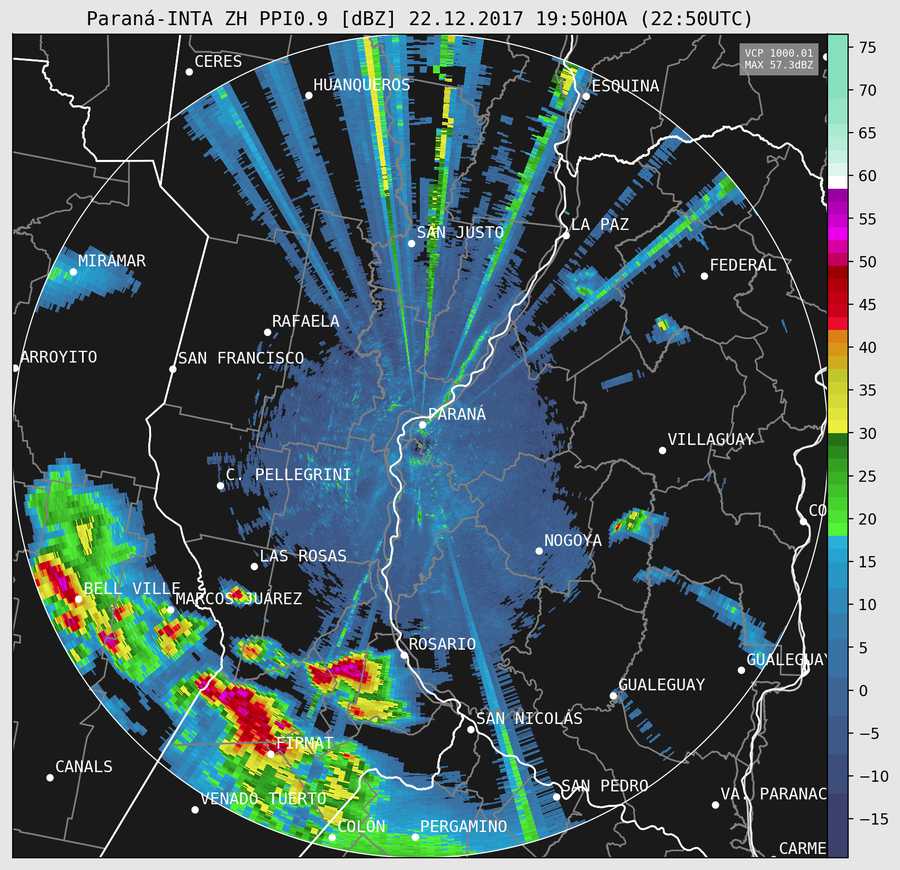 Paraná-INTA ZH PPI0.9 [dBZ] 22.12.2017 19:50HOA (22:50UTC)
VCP 1000.01
MAX 57.3dBZ
CERES
HUANQUEROS
ESQUINA
SAN JUSTO
LA PAZ
MIRAMAR
FEDERAL
RAFAELA
ARROYITO
SAN FRANCISCO
PARANÁ
VILLAGUAY
C. PELLEGRINI
CO
NOGOYA
LAS ROSAS
BELL VILLE
MARCOS JUÁREZ
ROSARIO
GUALEGUAY
GUALEGUAY
SAN NICOLÁS
FIRMAT
CANALS
SAN PEDRO
VENADO TUERTO
VA. PARANAC
COLÓN
PERGAMINO
CARME
75
70
65
60
55
50
45
40
35
30
25
20
15
10
5
0
−5
−10
−15